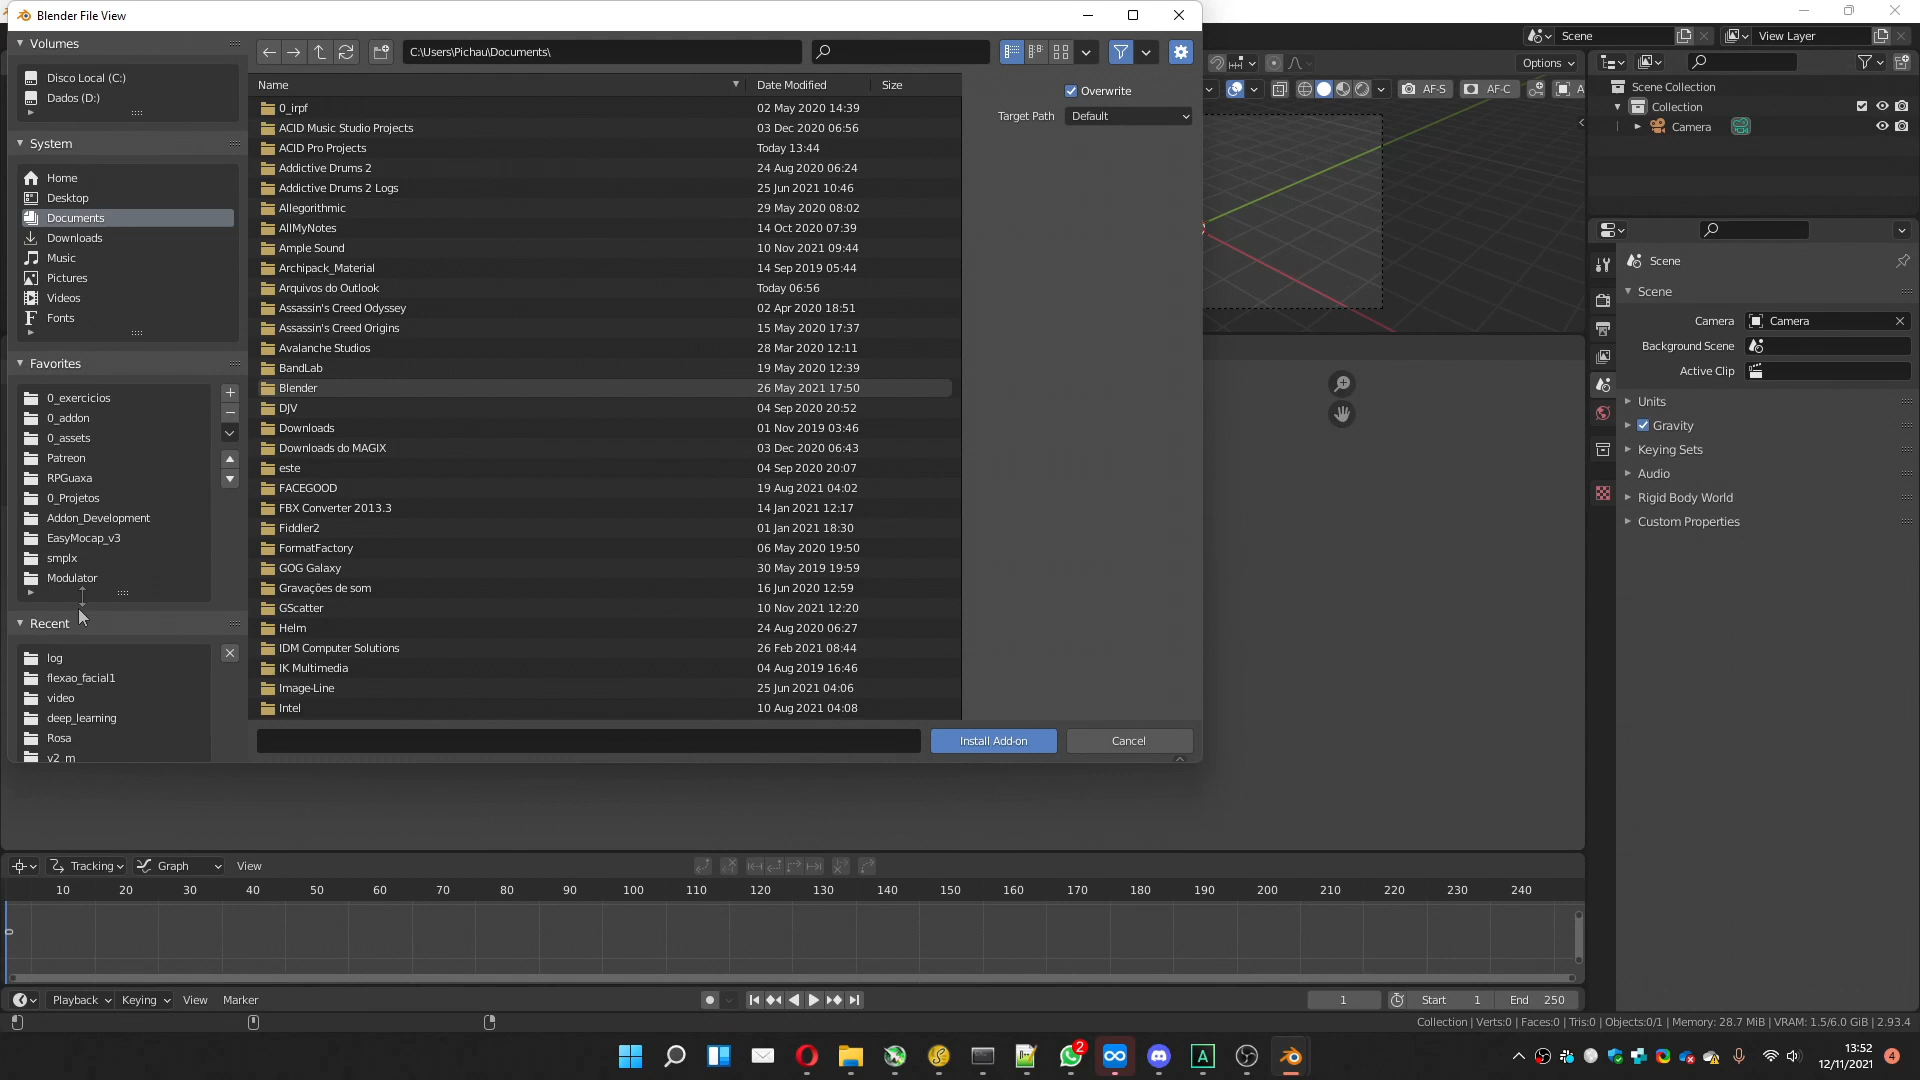 Blender File View
Volumes
Disco Local (C:)
Dados (D:)
System
Home
Desktop
Documents
Downloads
Music
Pictures
Videos
Fonts
Favorites
0_exercicios
0_addon
0_assets
Patreon
RPGuaxa
0_Projetos
Addon_Development
EasyMocap_v3
smplx
Modulator
Recent
log
flexao_facial1
video
deep_learning
Rosa
v2_m
C:\Users\Pichau\Documents\
Name Date Modified Size
0_irpf 02 May 2020 14:39
ACID Music Studio Projects 03 Dec 2020 06:56
ACID Pro Projects Today 13:44
Addictive Drums 2 24 Aug 2020 06:24
Addictive Drums 2 Logs 25 Jun 2021 10:46
Allegorithmic 29 May 2020 08:02
AllMyNotes 14 Oct 2020 07:39
Ample Sound 10 Nov 2021 09:44
Archipack_Material 14 Sep 2019 05:44
Arquivos do Outlook Today 06:56
Assassin's Creed Odyssey 02 Apr 2020 18:51
Assassin's Creed Origins 15 May 2020 17:37
Avalanche Studios 28 Mar 2020 12:11
BandLab 19 May 2020 12:39
Blender 26 May 2021 17:50
DJV 04 Sep 2020 20:52
Downloads 01 Nov 2019 03:46
Downloads do MAGIX 03 Dec 2020 06:43
este 04 Sep 2020 20:07
FACEGOOD 19 Aug 2021 04:02
FBX Converter 2013.3 14 Jan 2021 12:17
Fiddler2 01 Jan 2021 18:30
FormatFactory 06 May 2020 19:50
GOG Galaxy 30 May 2019 19:59
Gravações de som 16 Jun 2020 12:59
GScatter 10 Nov 2021 12:20
Helm 24 Aug 2020 06:27
IDM Computer Solutions 26 Feb 2021 08:44
IK Multimedia 04 Aug 2019 16:46
Image-Line 25 Jun 2021 04:06
Intel 10 Aug 2021 04:08
Overwrite
Target Path Default
Install Add-on Cancel
Scene View Layer
Options
AF-S AF-C A
Scene Collection
Collection
Camera
Scene
Scene
Camera Camera
Background Scene
Active Clip
Units
Gravity
Keying Sets
Audio
Rigid Body World
Custom Properties
Tracking Graph View
10 20 30 40 50 60 70 80 90 100 110 120 130 140 150 160 170 180 190 200 210 220 230 240
0
Playback Keying View Marker
1 Start 1 End 250
Collection | Verts:0 | Faces:0 | Tris:0 | Objects:0/1 | Memory: 28.7 MiB | VRAM: 1.5/6.0 GiB | 2.93.4
2
A
13:52
12/11/2021
4